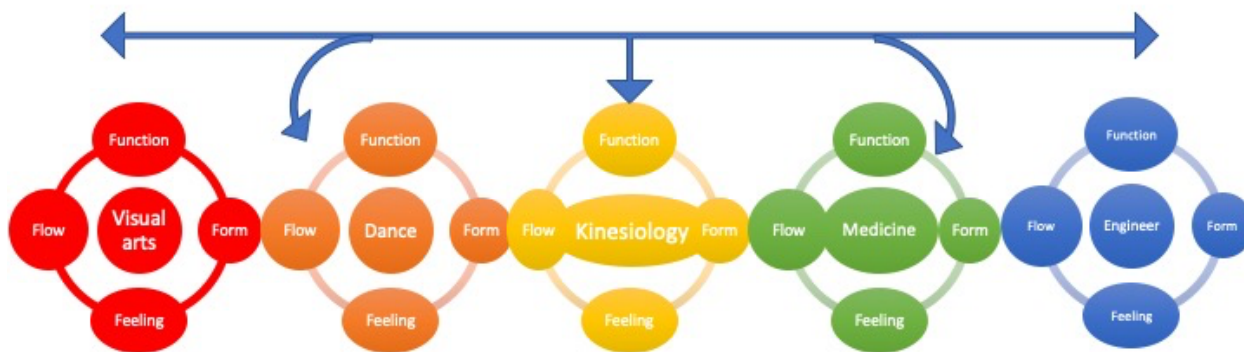 Function
Flow
Visual
arts
Form
Feeling
Function
Flow
Dance
Form
Feeling
Function
Flow
Kinesiology
Form
Feeling
Function
Flow
Medicine
Form
Feeling
Function
Flow
Engineer
Form
Feeling